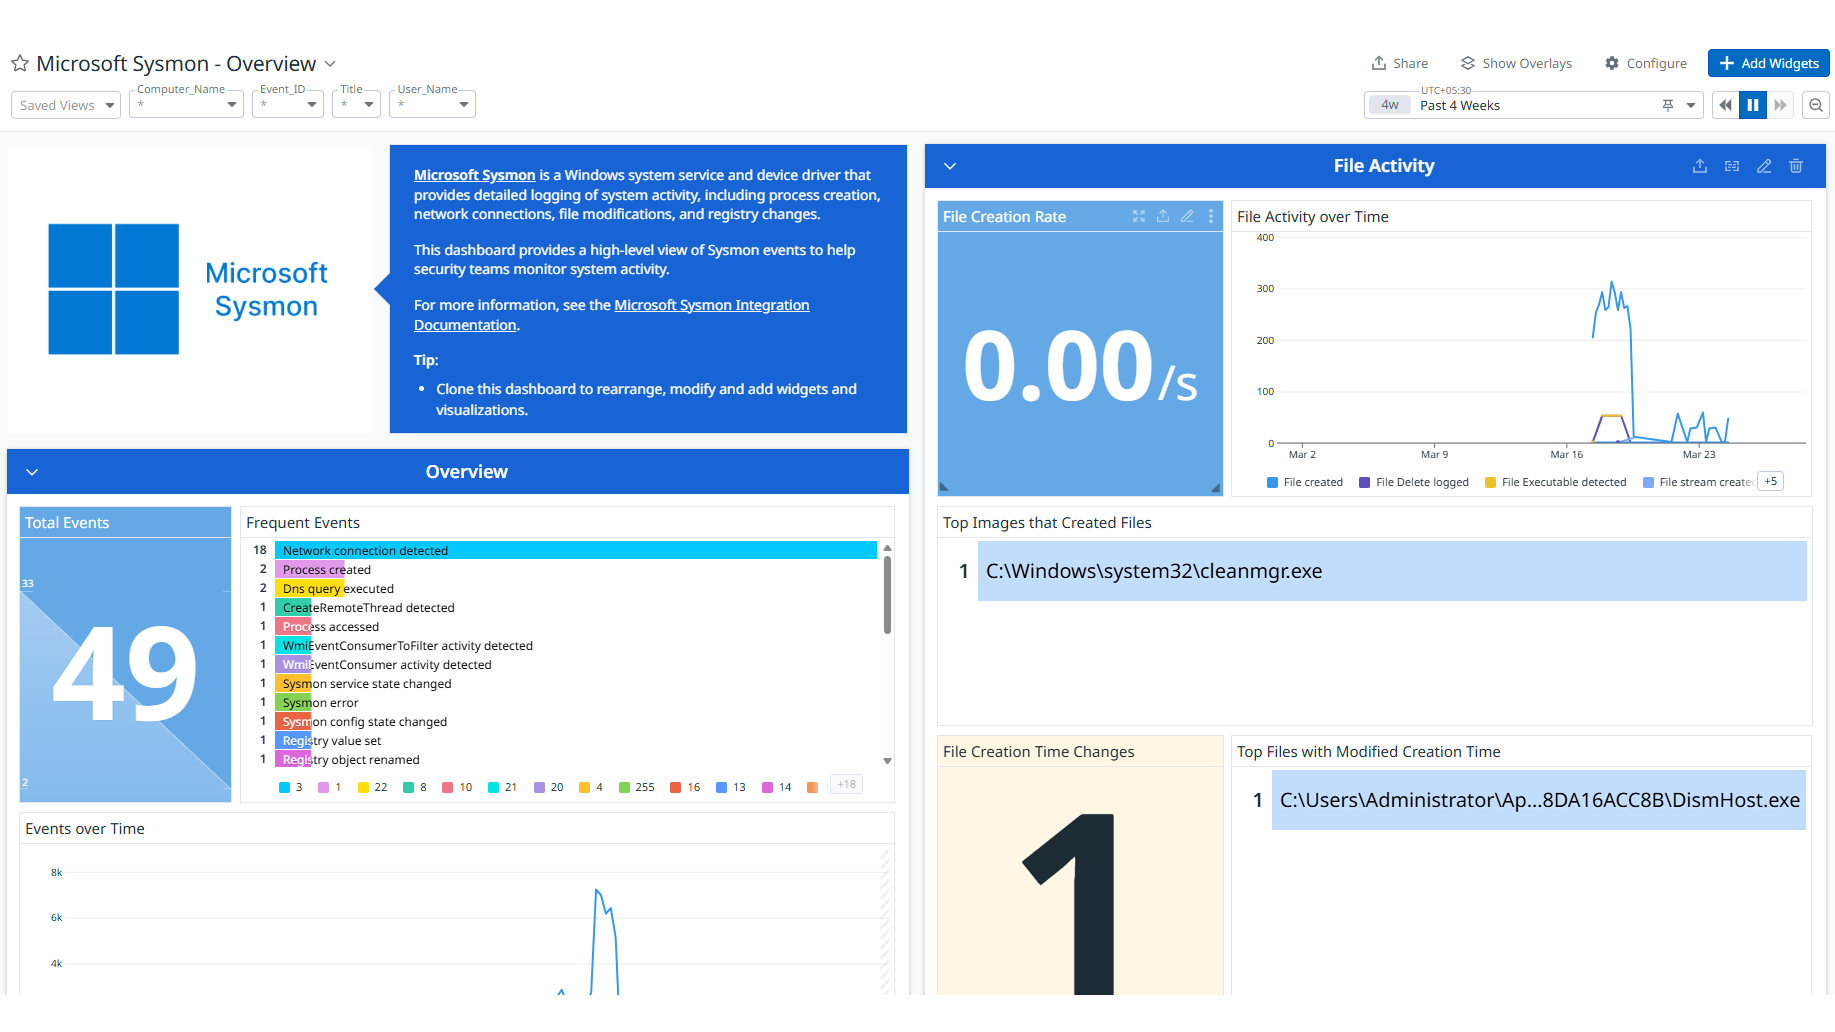 Microsoft Sysmon - Overview
Share
Show Overlays
Configure
Add Widgets
Saved Views
Computer_Name
*
Event_ID
*
Title
*
User_Name
*
UTC+05:30
4w
Past 4 Weeks
Microsoft
Sysmon
Microsoft Sysmon is a Windows system service and device driver that
provides detailed logging of system activity, including process creation,
network connections, file modifications, and registry changes.
This dashboard provides a high-level view of Sysmon events to help
security teams monitor system activity.
For more information, see the Microsoft Sysmon Integration
Documentation.
Tip:
• Clone this dashboard to rearrange, modify and add widgets and
visualizations.
Overview
Total Events
33
49
2
Frequent Events
18 Network connection detected
2 Process created
2 Dns query executed
1 CreateRemoteThread detected
1 Process accessed
1 WmiEventConsumerToFilter activity detected
1 WmiEventConsumer activity detected
1 Sysmon service state changed
1 Sysmon error
1 Sysmon config state changed
1 Registry value set
1 Registry object renamed
3 1 22 8 10 21 20 4 255 16 13 14 +18
Events over Time
8k
6k
4k
File Activity
File Creation Rate
0.00/s
File Activity over Time
400
300
200
100
0
Mar 2 Mar 9 Mar 16 Mar 23
File created File Delete logged File Executable detected File stream create +5
Top Images that Created Files
1 C:\Windows\system32\cleanmgr.exe
File Creation Time Changes
1
Top Files with Modified Creation Time
1 C:\Users\Administrator\Ap...8DA16ACC8B\DismHost.exe